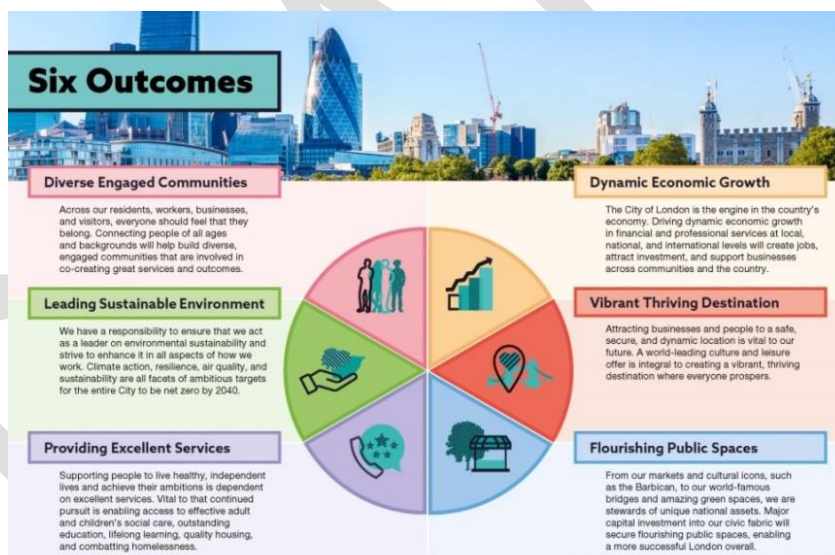 Six Outcomes
Diverse Engaged Communities
Across our residents, workers, businesses,
and visitors, everyone should feel that they
belong. Connecting people of all ages
and backgrounds will help build diverse,
engaged communities that are involved in
co-creating great services and outcomes.
Leading Sustainable Environment
We have a responsibility to ensure that we act
as a leader on environmental sustainability and
strive to enhance it in all aspects of how we
work. Climate action, resilience, air quality, and
sustainability are all facets of ambitious targets
for the entire City to be net zero by 2040.
Providing Excellent Services
Supporting people to live healthy, independent
lives and achieve their ambitions is dependent
on excellent services. Vital to that continued
pursuit is enabling access to effective adult
and children's social care, outstanding
education, lifelong learning, quality housing,
and combatting homelessness.
Dynamic Economic Growth
The City of London is the engine in the country's
economy. Driving dynamic economic growth
in financial and professional services at local,
national, and international levels will create jobs,
attract investment, and support businesses
across communities and the country.
Vibrant Thriving Destination
Attracting businesses and people to a safe,
secure, and dynamic location is vital to our
future. A world-leading culture and leisure
offer is integral to creating a vibrant, thriving
destination where everyone prospers.
Flourishing Public Spaces
From our markets and cultural icons, such
as the Barbican, to our world-famous
bridges and amazing green spaces, we are
stewards of unique national assets. Major
capital investment into our civic fabric will
secure flourishing public spaces, enabling
a more successful London overall.